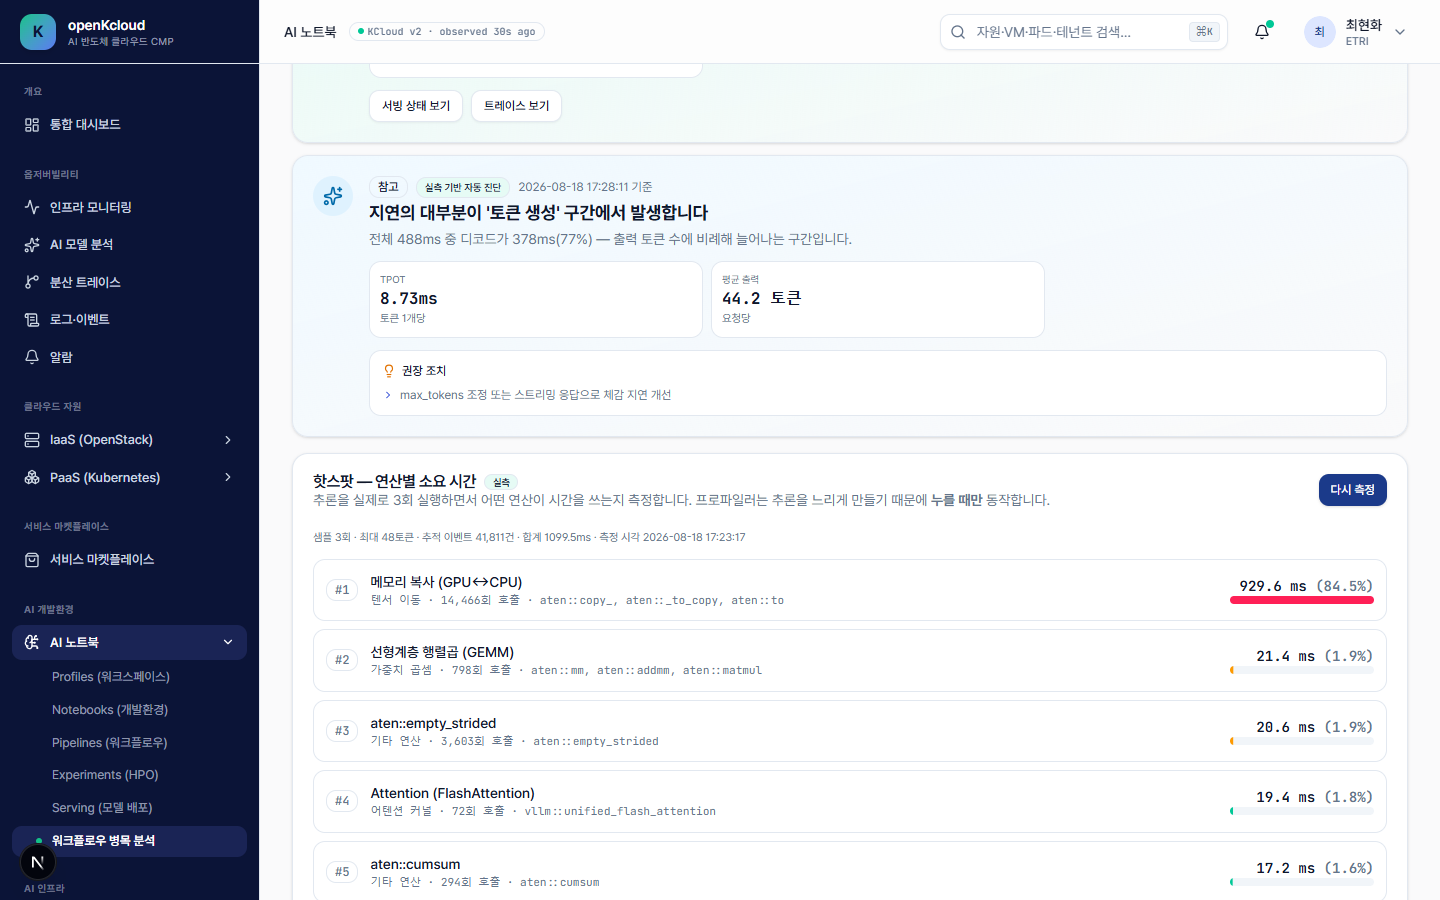 K
openKcloud
AI 반도체 클라우드 CMP
개요
통합 대시보드
옵저버빌리티
인프라 모니터링
AI 모델 분석
분산 트레이스
로그·이벤트
알람
클라우드 자원
IaaS (OpenStack)
PaaS (Kubernetes)
서비스 마켓플레이스
서비스 마켓플레이스
AI 개발환경
AI 노트북
Profiles (워크스페이스)
Notebooks (개발환경)
Pipelines (워크플로우)
Experiments (HPO)
Serving (모델 배포)
워크플로우 병목 분석
N
AI 인프라
AI 노트북
KCloud v2 · observed 30s ago
자원·VM·파드·테넌트 검색...
⌘K
최
최현화
ETRI
서빙 상태 보기
트레이스 보기
참고
실측 기반 자동 진단
2026-08-18 17:28:11 기준
지연의 대부분이 '토큰 생성' 구간에서 발생합니다
전체 488ms 중 디코드가 378ms(77%) — 출력 토큰 수에 비례해 늘어나는 구간입니다.
TPOT
8.73ms
토큰 1개당
평균 출력
44.2 토큰
요청당
권장 조치
max_tokens 조정 또는 스트리밍 응답으로 체감 지연 개선
핫스팟 — 연산별 소요 시간
실측
추론을 실제로 3회 실행하면서 어떤 연산이 시간을 쓰는지 측정합니다. 프로파일러는 추론을 느리게 만들기 때문에 누를 때만 동작합니다.
다시 측정
샘플 3회 · 최대 48토큰 · 추적 이벤트 41,811건 · 합계 1099.5ms · 측정 시각 2026-08-18 17:23:17
#1
메모리 복사 (GPU↔CPU)
텐서 이동 · 14,466회 호출 · aten::copy_, aten::_to_copy, aten::to
929.6 ms (84.5%)
#2
선형계층 행렬곱 (GEMM)
가중치 곱셈 · 798회 호출 · aten::mm, aten::addmm, aten::matmul
21.4 ms (1.9%)
#3
aten::empty_strided
기타 연산 · 3,603회 호출 · aten::empty_strided
20.6 ms (1.9%)
#4
Attention (FlashAttention)
어텐션 커널 · 72회 호출 · vllm::unified_flash_attention
19.4 ms (1.8%)
#5
aten::cumsum
기타 연산 · 294회 호출 · aten::cumsum
17.2 ms (1.6%)